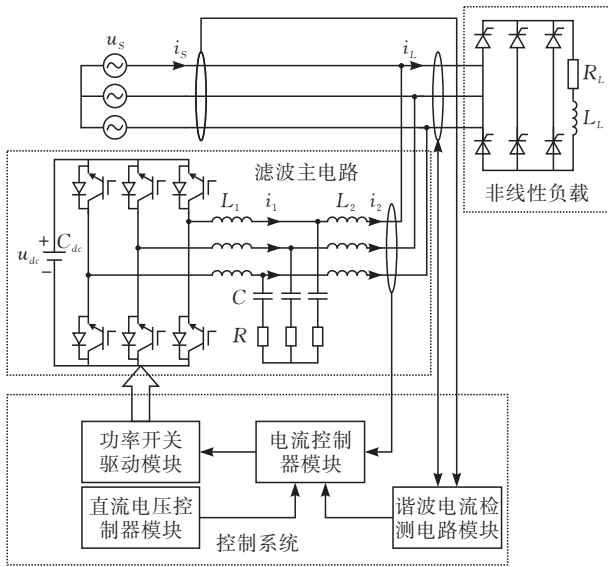 u_S
i_S
i_L
R_L
L_L
非线性负载
滤波主电路
L_1
i_1
L_2
i_2
+
C_dc
u_dc
−
C
R
功率开关
驱动模块
电流控制
器模块
直流电压控
制器模块
谐波电流检
测电路模块
控制系统